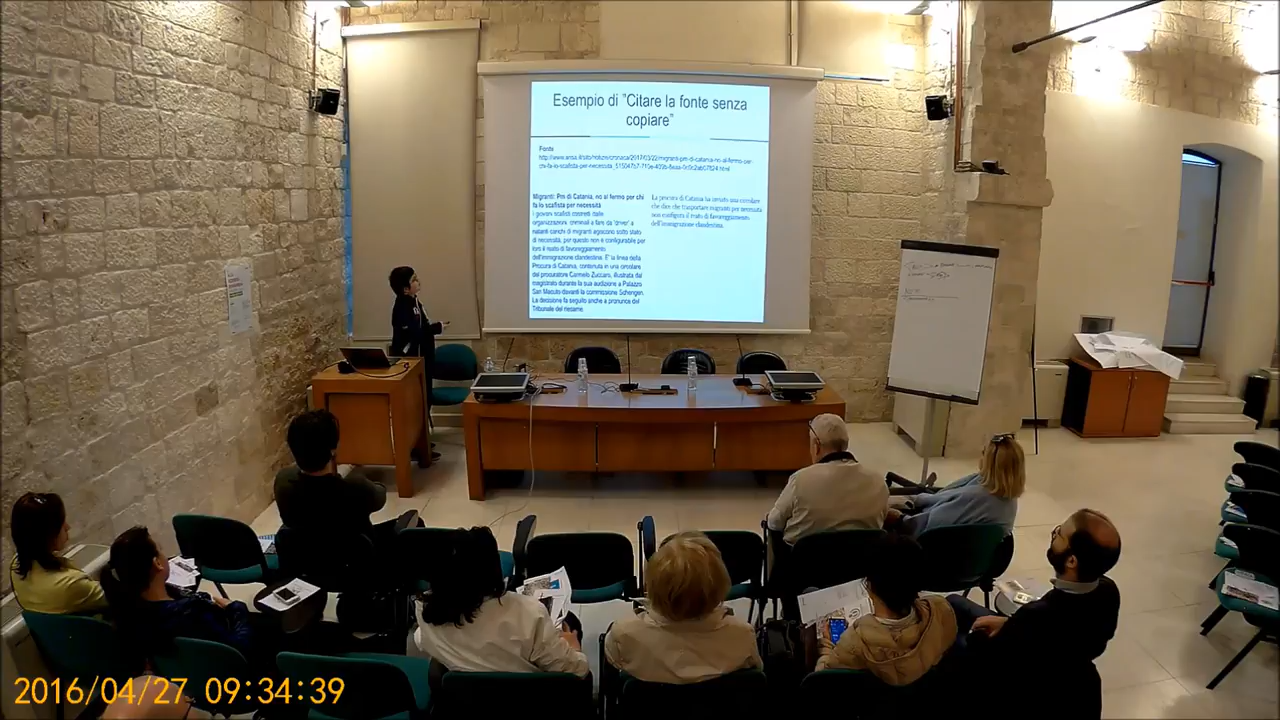 Esempio di "Citare la fonte senza
copiare"
Fonte
Migranti: Pm di Catania, no al fermo per chi
fa lo scafista per necessità
I giovani scafisti costretti dalle
organizzazioni criminali a fare da 'driver' a
natanti carichi di migranti agiscono sotto stato
di necessità, per questo non è configurabile per
loro il reato di favoreggiamento
dell'immigrazione clandestina. E' la linea della
Procura di Catania, contenuta in una circolare
del procuratore Carmelo Zuccaro, illustrata dal
magistrato durante la sua audizione a Palazzo
San Macuto davanti la commissione Schengen.
La decisione fa seguito anche a pronunce del
Tribunale del riesame.
La procura di Catania ha inviato una circolare
che dice che trasportare migranti per necessità
non configura il reato di favoreggiamento
dell'immigrazione clandestina.
2016/04/27 09:34:39